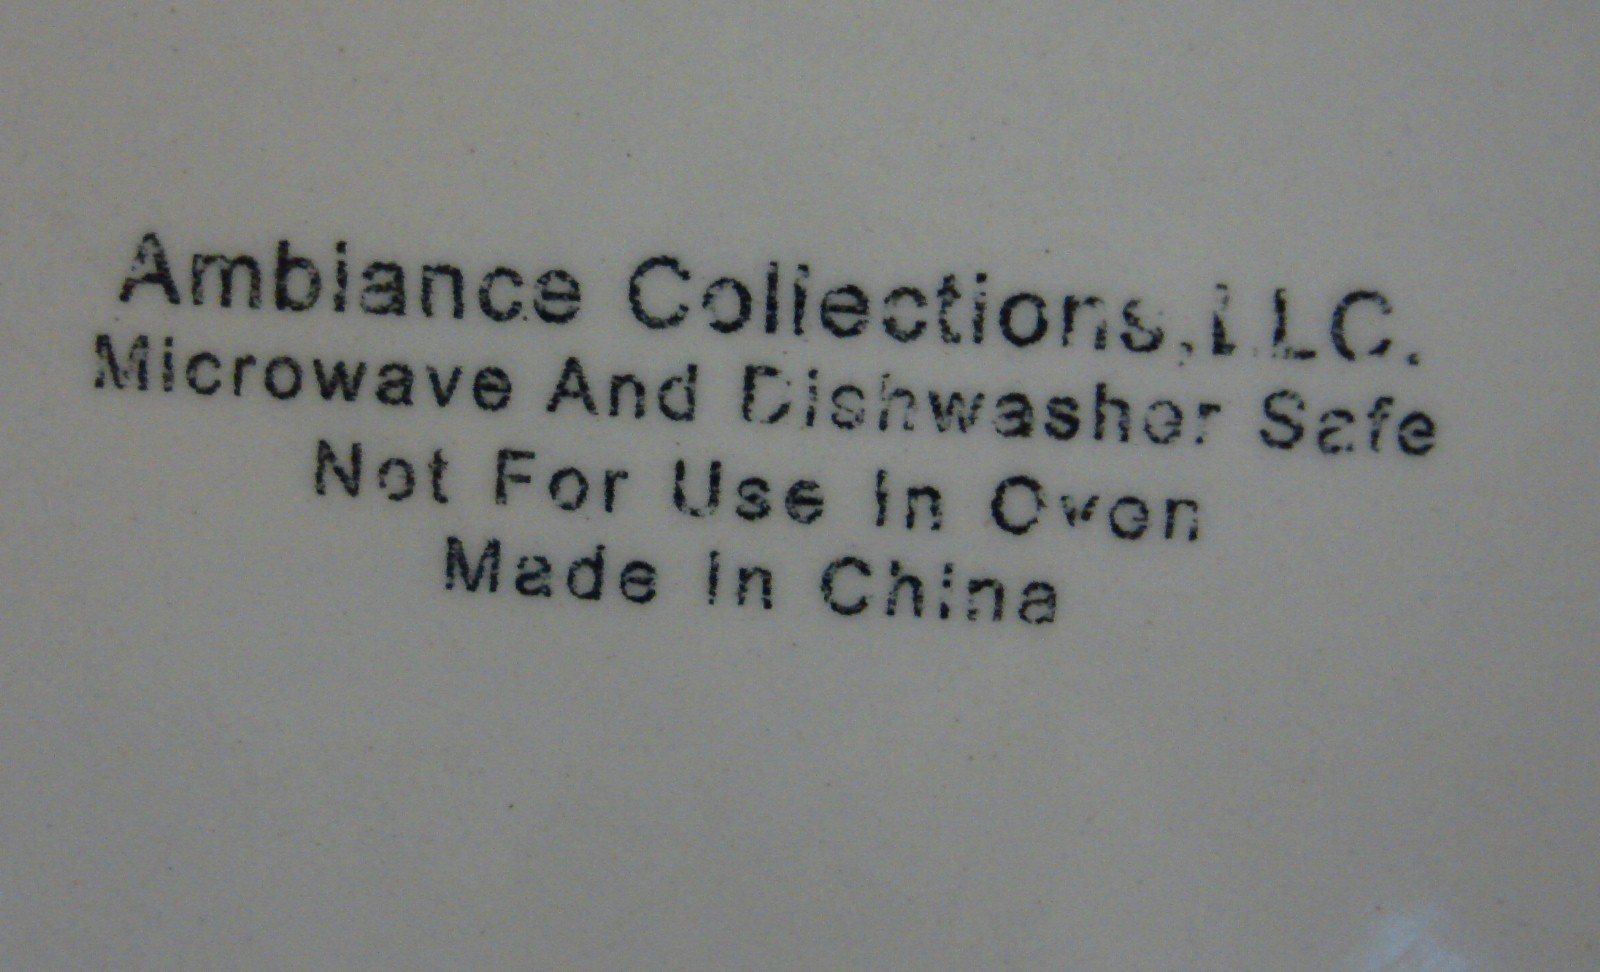 Ambiance Collections, LLC.
Microwave And Dishwasher Safe
Not For Use In Oven
Made In China